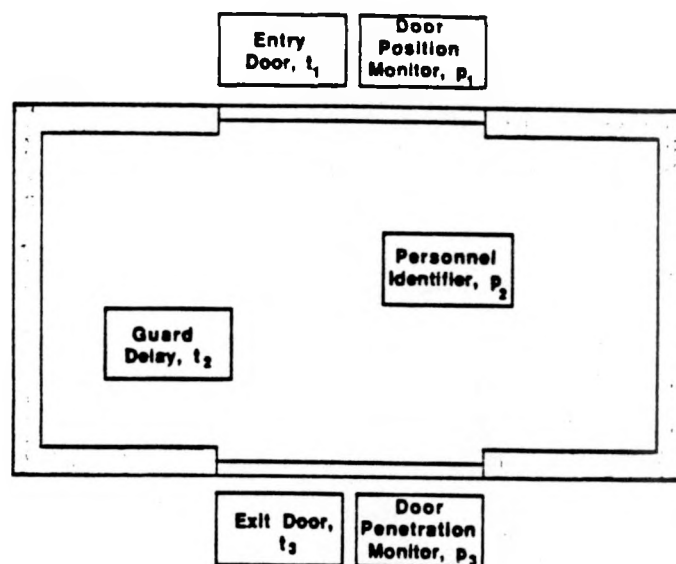 Entry
Door, t₁
Door
Position
Monitor, p₁
Personnel
Identifier, p₂
Guard
Delay, t₂
Exit Door,
t₃
Door
Penetration
Monitor, p₃